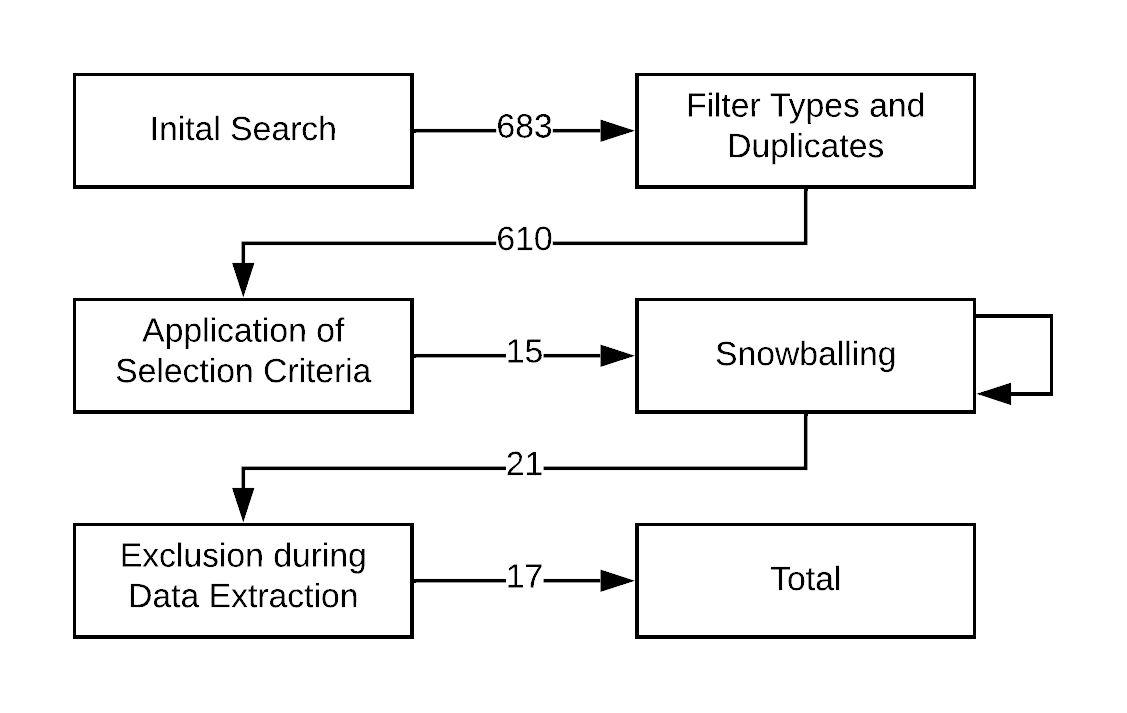 Inital Search
683
Filter Types and
Duplicates
610
Application of
Selection Criteria
15
Snowballing
21
Exclusion during
Data Extraction
17
Total